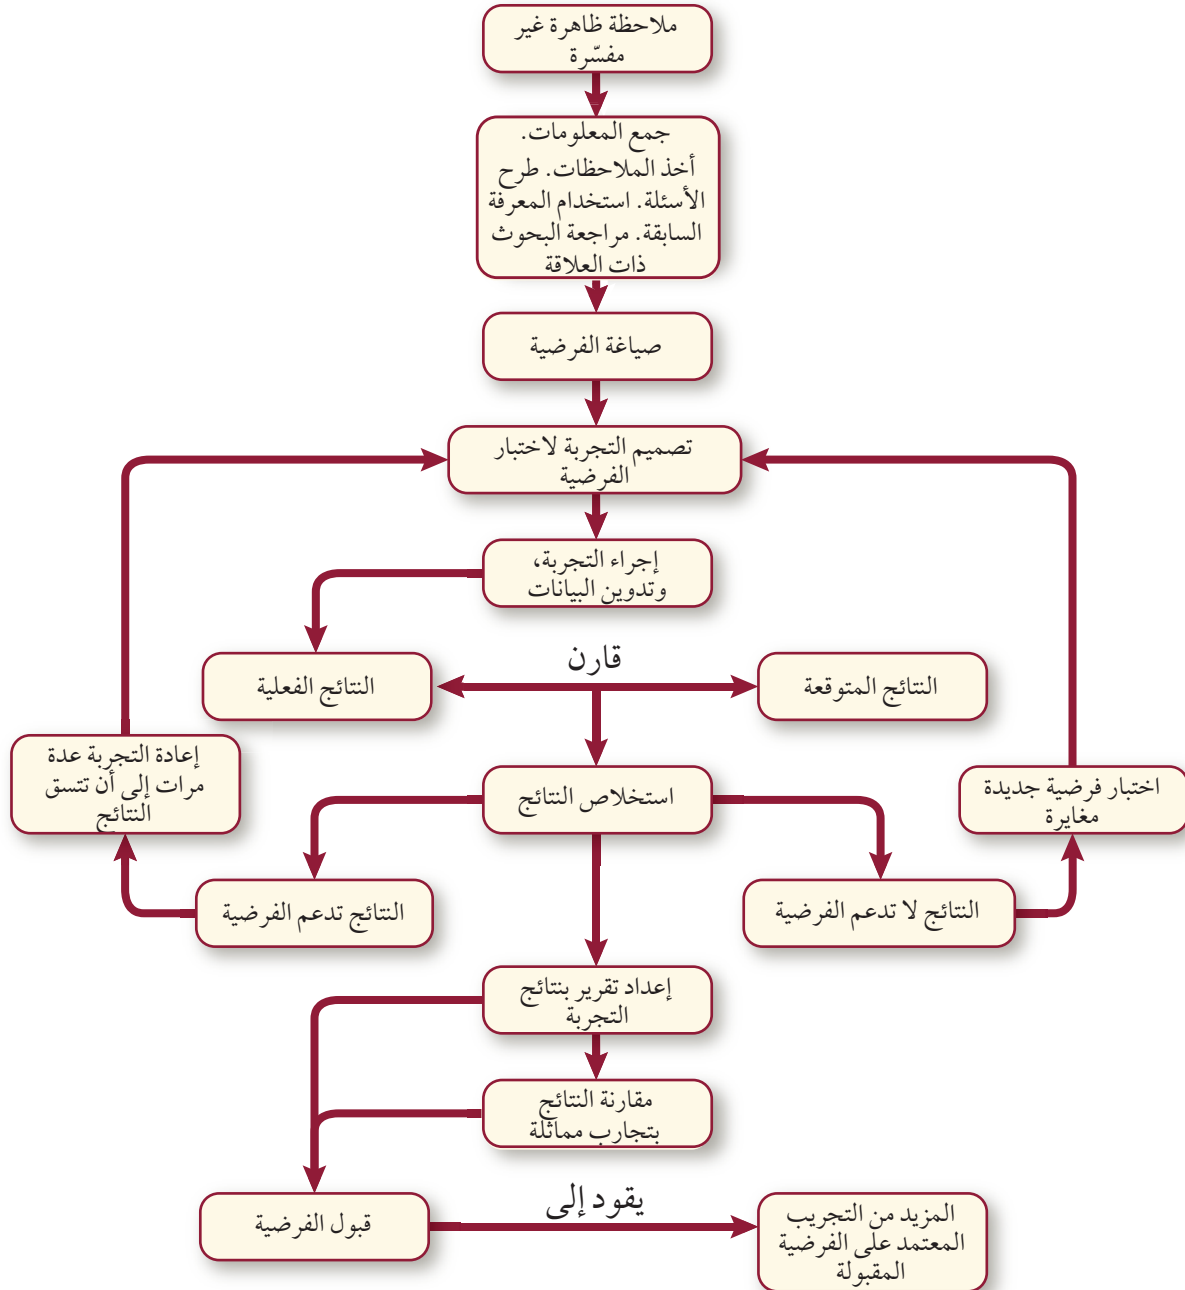 ملاحظة ظاهرة غير
مفسّرة
جمع المعلومات.
أخذ الملاحظات. طرح
الأسئلة. استخدام المعرفة
السابقة. مراجعة البحوث
ذات العلاقة
صياغة الفرضية
تصميم التجربة لاختبار
الفرضية
إجراء التجربة،
وتدوين البيانات
قارن
النتائج المتوقعة
النتائج الفعلية
اختبار فرضية جديدة
مغايرة
استخلاص النتائج
إعادة التجربة عدة
مرات إلى أن تتسق
النتائج
النتائج لا تدعم الفرضية
النتائج تدعم الفرضية
إعداد تقرير بنتائج
التجربة
مقارنة النتائج
بتجارب مماثلة
قبول الفرضية
يقود إلى
المزيد من التجريب
المعتمد على الفرضية
المقبولة